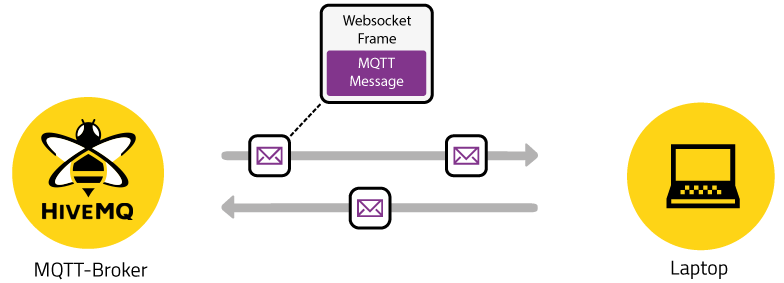 Websocket
Frame
MQTT
Message
HIVEMQ
MQTT-Broker
Laptop